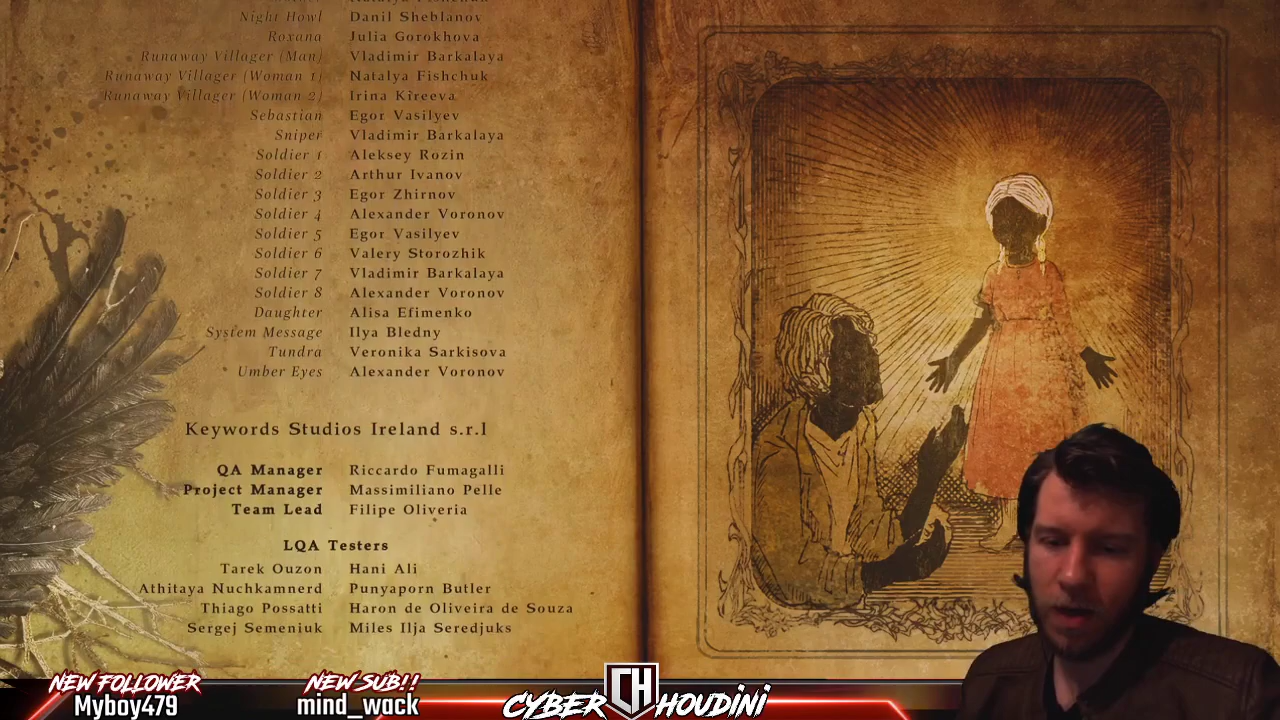 Night Howl Danil Sheblanov
Roxana Julia Gorokhova
Runaway Villager (Man) Vladimir Barkalaya
Runaway Villager (Woman 1) Natalya Fishchuk
Runaway Villager (Woman 2) Irina Kireeva
Sebastian Egor Vasilyev
Sniper Vladimir Barkalaya
Soldier 1 Aleksey Rozin
Soldier 2 Arthur Ivanov
Soldier 3 Egor Zhirnov
Soldier 4 Alexander Voronov
Soldier 5 Egor Vasilyev
Soldier 6 Valery Storozhik
Soldier 7 Vladimir Barkalaya
Soldier 8 Alexander Voronov
Daughter Alisa Efimenko
System Message Ilya Bledny
Tundra Veronika Sarkisova
Umber Eyes Alexander Voronov
Keywords Studios Ireland s.r.l
QA Manager Riccardo Fumagalli
Project Manager Massimiliano Pelle
Team Lead Filipe Oliveria
LQA Testers
Tarek Ouzon Hani Ali
Athitaya Nuchkamnerd Punyaporn Butler
Thiago Possatti Haron de Oliveira de Souza
Sergej Semeniuk Miles Ilja Seredjuks
NEW FOLLOWER NEW SUB!!
Myboy479 mind_wack CYBER CH HOUDINI